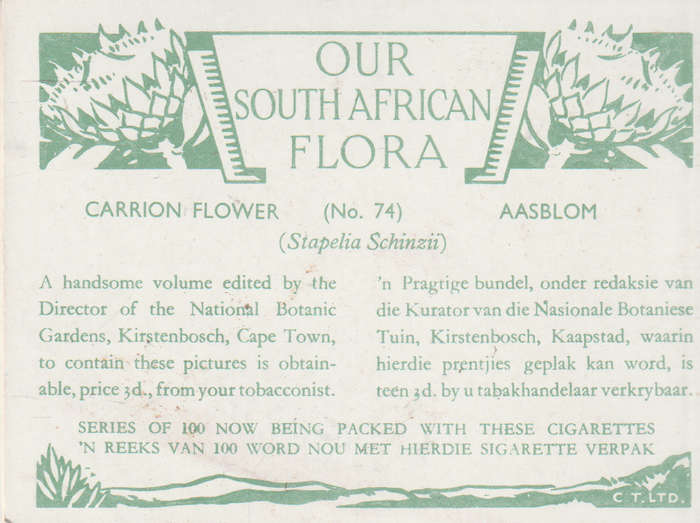 OUR
SOUTH AFRICAN
FLORA
CARRION FLOWER (No. 74) AASBLOM
(Stapelia Schinzii)
A handsome volume edited by the
Director of the National Botanic
Gardens, Kirstenbosch, Cape Town,
to contain these pictures is obtain-
able, price 3d., from your tobacconist.
'n Pragtige bundel, onder redaksie van
die Kurator van die Nasionale Botaniese
Tuin, Kirstenbosch, Kaapstad, waarin
hierdie prentjies geplak kan word, is
teen 3d. by u tabakhandelaar verkrybaar.
SERIES OF 100 NOW BEING PACKED WITH THESE CIGARETTES
'N REEKS VAN 100 WORD NOU MET HIERDIE SIGARETTE VERPAK
C T. LTD.